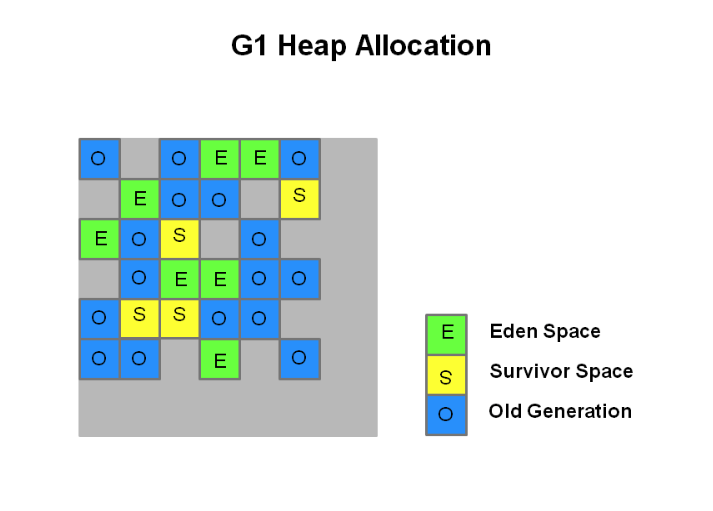 G1 Heap Allocation
O O E E O
E O O S
E O S O
O E E O O
O S S O O
O O E O
E Eden Space
S Survivor Space
O Old Generation